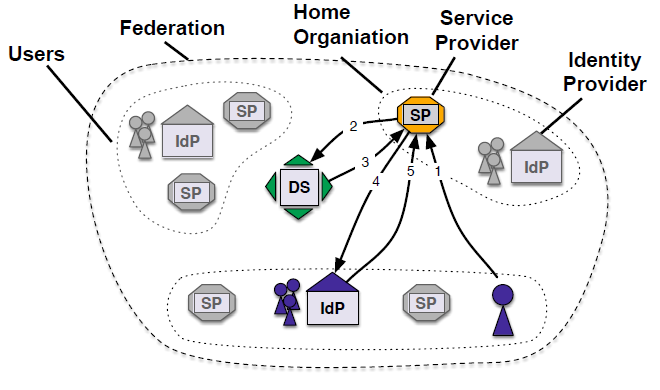 Home
Organiation
Service
Provider
Federation
Users
Identity
Provider
SP
SP
IdP
2
3
SP
DS
4
5
1
IdP
SP
IdP
SP